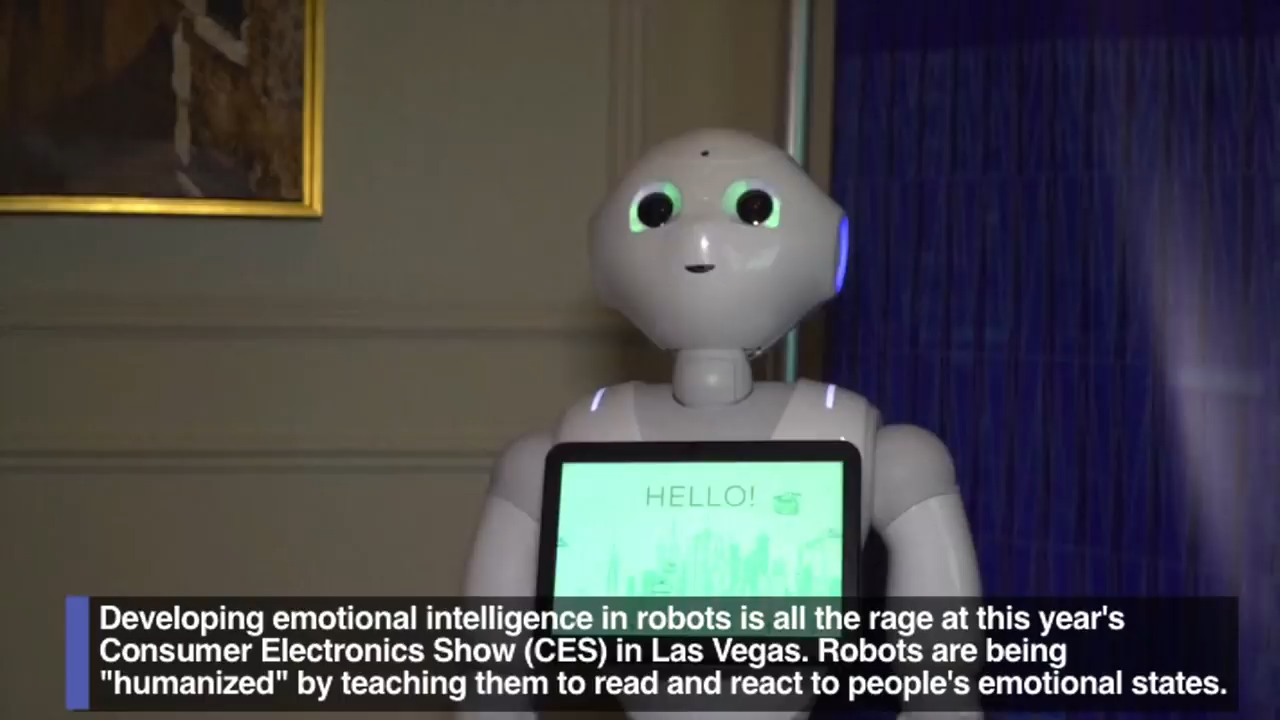 HELLO!
Developing emotional intelligence in robots is all the rage at this year's
Consumer Electronics Show (CES) in Las Vegas. Robots are being
"humanized" by teaching them to read and react to people's emotional states.